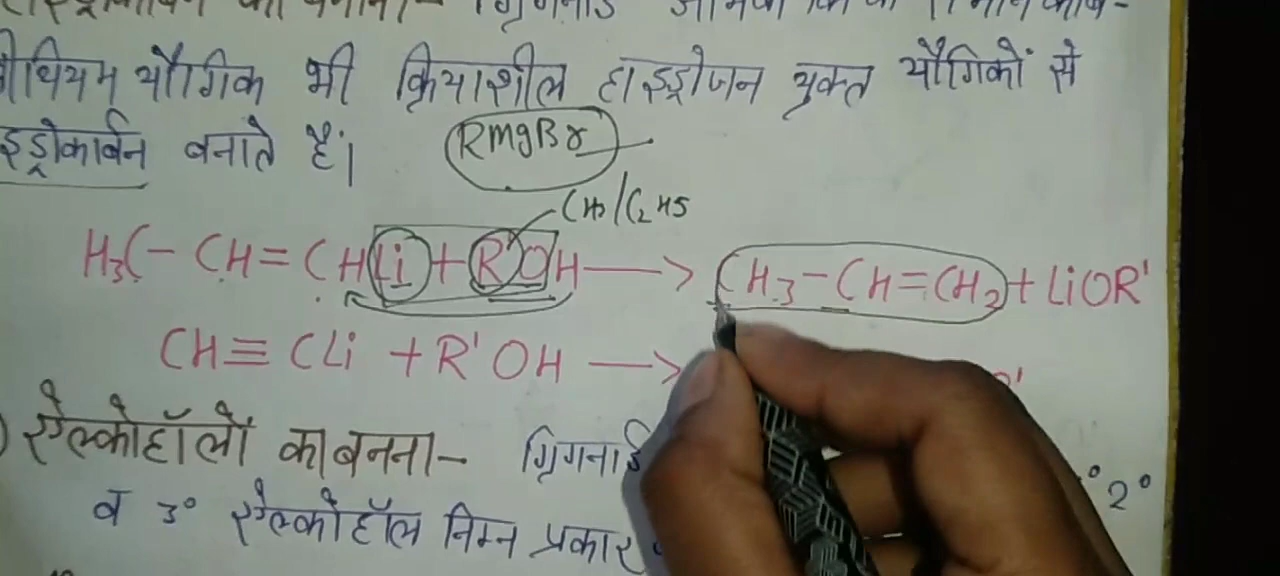 ग्रिगनार्ड
यौगिक भी क्रियाशील हाइड्रोजन युक्त यौगिकों से
इड्रोकार्बन बनाते हैं। RMgBr
CH3/C2H5
H3C-CH=CHLi+R'OH—>CH3-CH=CH2+LiOR'
CH≡CLi+R'OH—>
ऐल्कोहॉलों का बनना- ग्रिगनार्ड 2°
व 3° ऐल्कोहॉल निम्न प्रकार